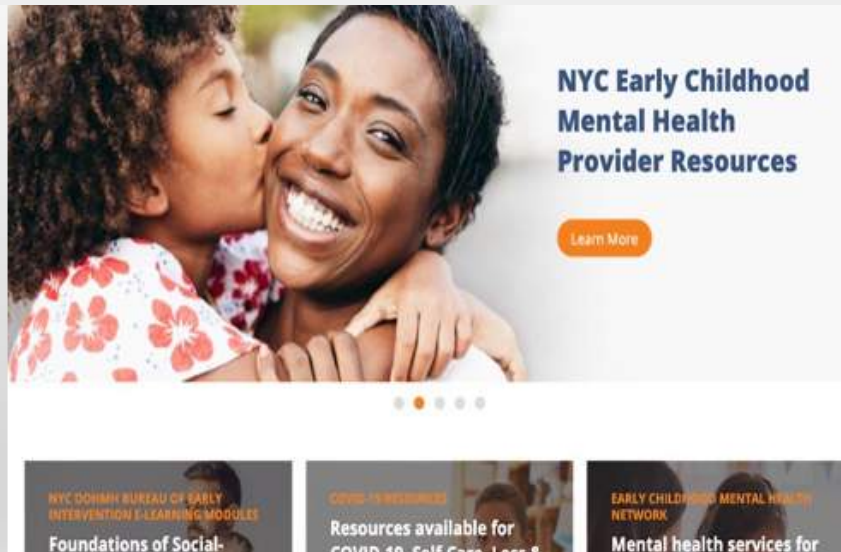 NYC Early Childhood
Mental Health
Provider Resources
Learn More
NYC DOHMH BUREAU OF EARLY
INTERVENTION E-LEARNING MODULES
Foundations of Social-
COVID-19 RESOURCES
Resources available for
COVID-19, Self Care, Loss &
EARLY CHILDHOOD MENTAL HEALTH
NETWORK
Mental health services for